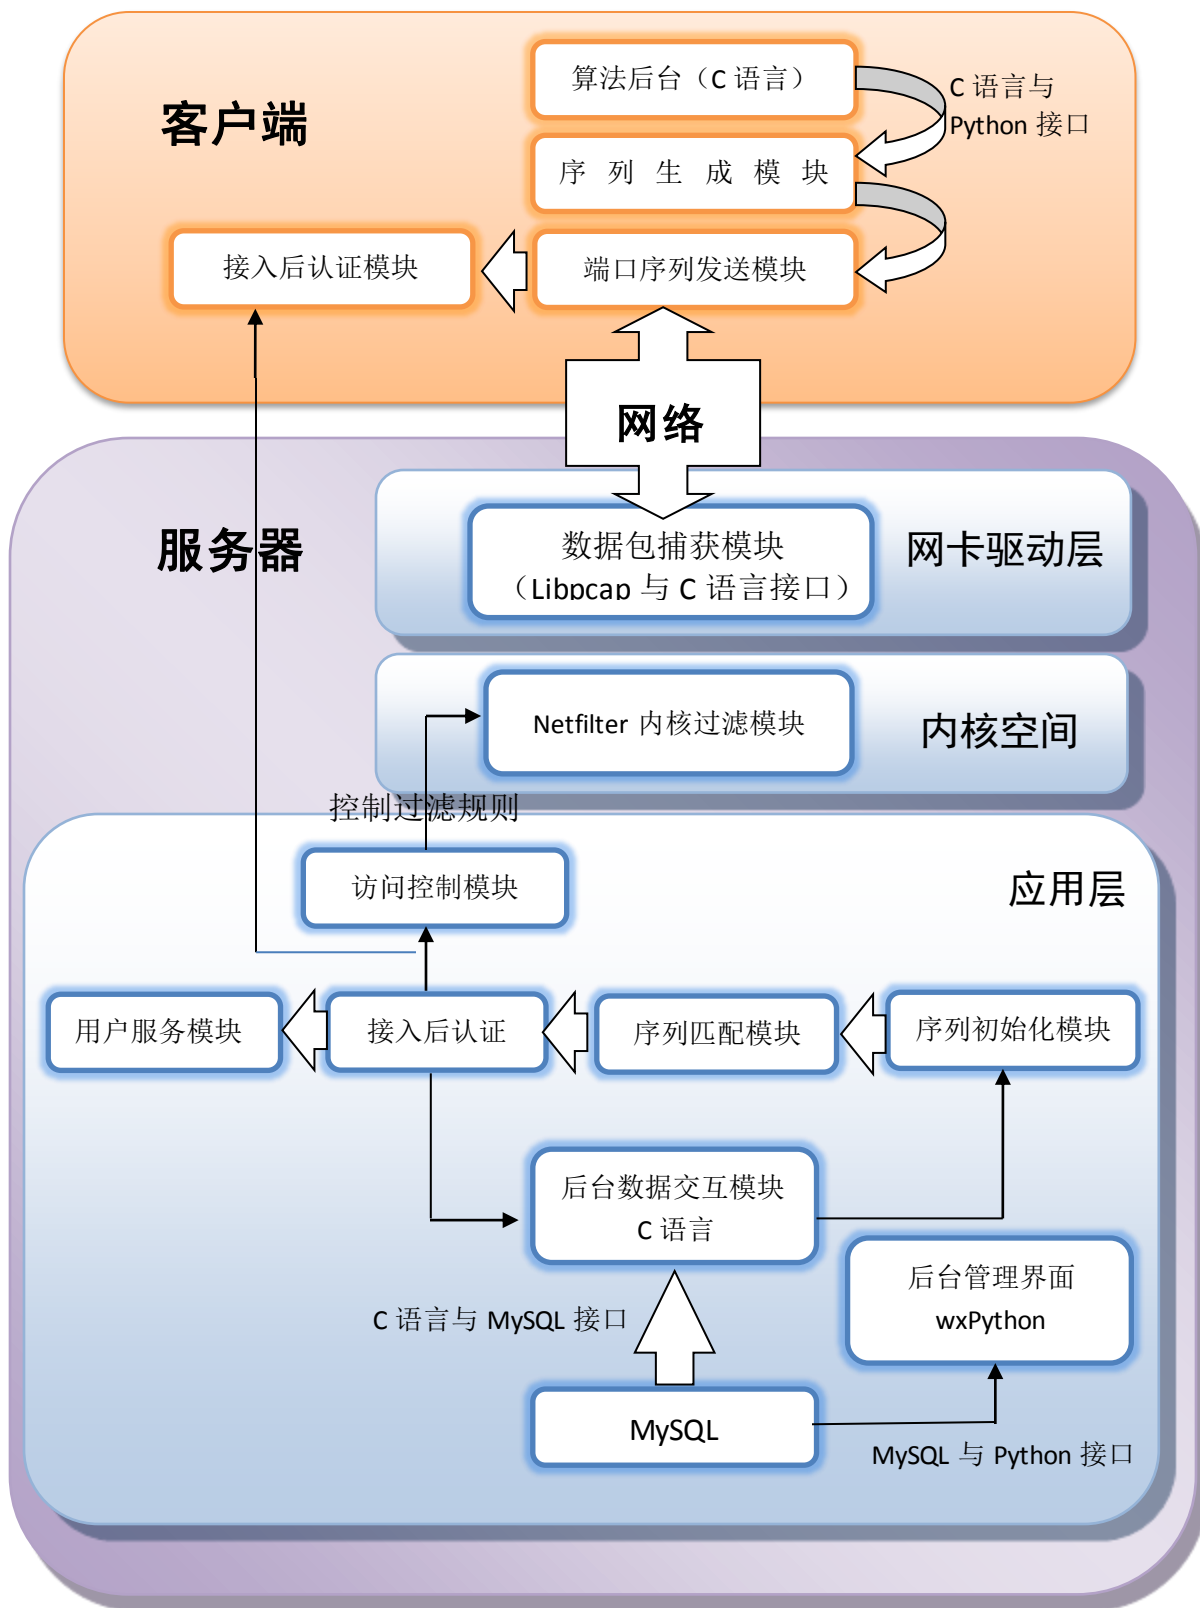 客户端
算法后台（C 语言）
C 语言与
Python 接口
序列生成模块
接入后认证模块
端口序列发送模块
网络
服务器
数据包捕获模块
（Libpcap 与 C 语言接口）
网卡驱动层
Netfilter 内核过滤模块
内核空间
控制过滤规则
访问控制模块
应用层
用户服务模块
接入后认证
序列匹配模块
序列初始化模块
后台数据交互模块
C 语言
后台管理界面
wxPython
C 语言与 MySQL 接口
MySQL
MySQL 与 Python 接口